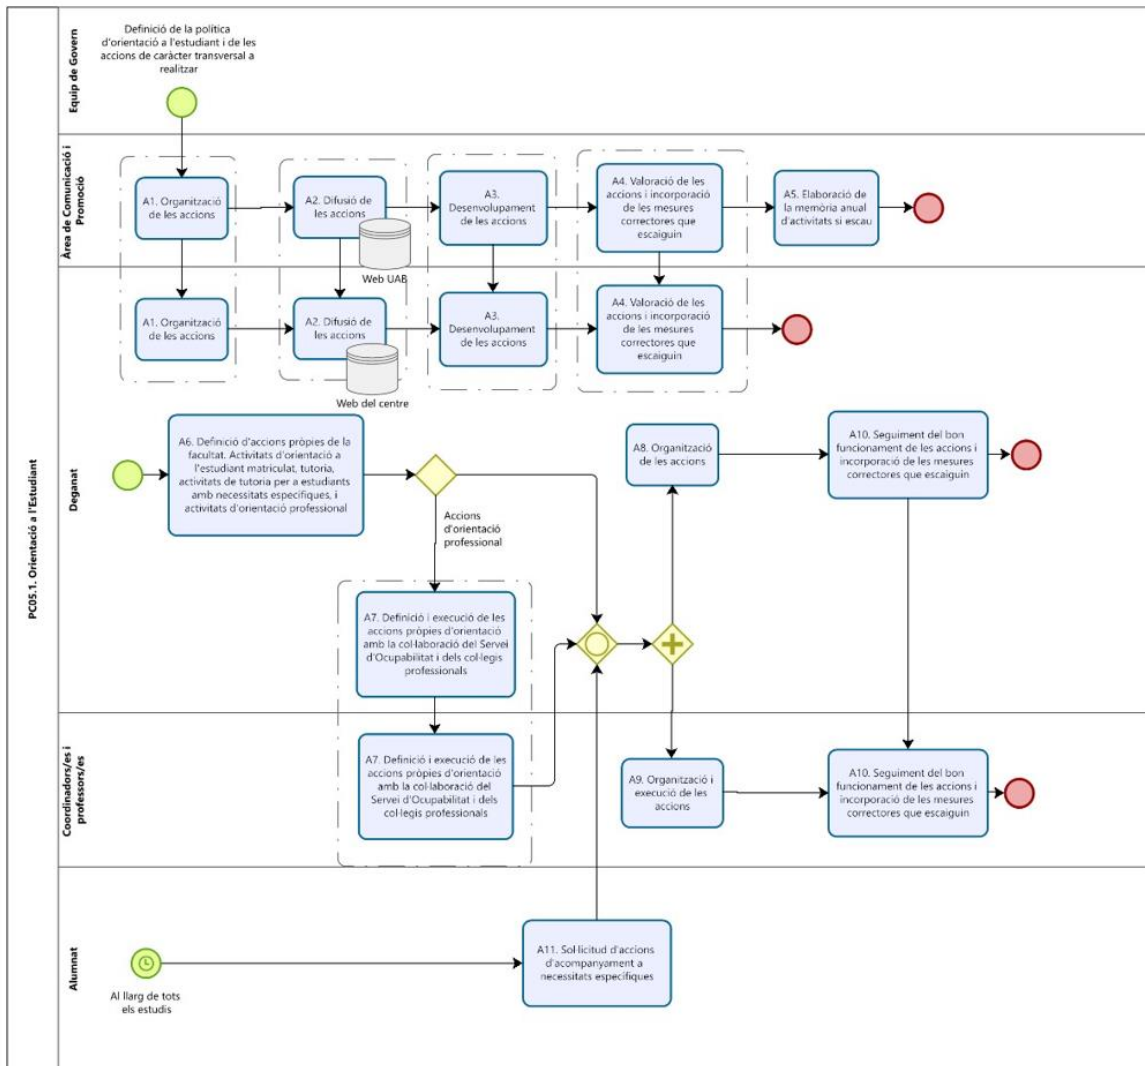 PC05.1. Orientació a l'Estudiant
Equip de Govern
Definició de la política
d'orientació a l'estudiant i de les
accions de caràcter transversal a
realitzar
Àrea de Comunicació i
Promoció
A1. Organització
de les accions
A2. Difusió de
les accions
Web UAB
A3.
Desenvolupament
de les accions
A4. Valoració de les
accions i incorporació
de les mesures
correctores que
escaiguin
A5. Elaboració de
la memòria anual
d'activitats si escau
Deganat
A1. Organització
de les accions
A2. Difusió de
les accions
Web del centre
A3.
Desenvolupament
de les accions
A4. Valoració de les
accions i incorporació
de les mesures
correctores que
escaiguin
A6. Definició d'accions pròpies de la
facultat. Activitats d'orientació a
l'estudiant matriculat, tutoria,
activitats de tutoria per a estudiants
amb necessitats específiques, i
activitats d'orientació professional
Accions
d'orientació
professional
A7. Definició i execució de les
accions pròpies d'orientació
amb la col·laboració del Servei
d'Ocupabilitat i dels col·legis
professionals
A8. Organització
de les accions
A10. Seguiment del bon
funcionament de les accions i
incorporació de les mesures
correctores que escaiguin
Coordinadors/es i
professors/es
A7. Definició i execució de les
accions pròpies d'orientació
amb la col·laboració del
Servei d'Ocupabilitat i dels
col·legis professionals
A9. Organització i
execució de les
accions
A10. Seguiment del bon
funcionament de les accions i
incorporació de les mesures
correctores que escaiguin
Alumnat
Al llarg de tots
els estudis
A11. Sol·licitud d'accions
d'acompanyament a
necessitats específiques